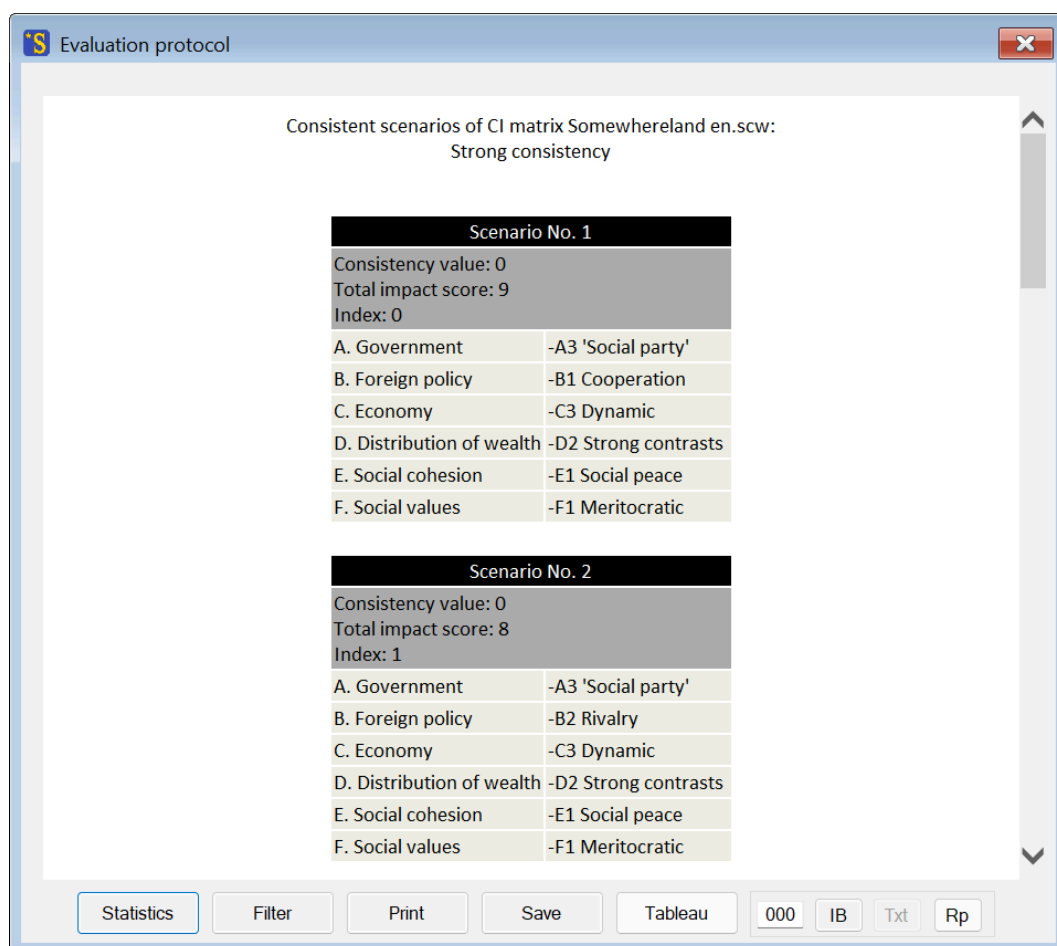 S Evaluation protocol
Consistent scenarios of CI matrix Somewhereland en.scw:
Strong consistency
Scenario No. 1
Consistency value: 0
Total impact score: 9
Index: 0
A. Government -A3 'Social party'
B. Foreign policy -B1 Cooperation
C. Economy -C3 Dynamic
D. Distribution of wealth -D2 Strong contrasts
E. Social cohesion -E1 Social peace
F. Social values -F1 Meritocratic
Scenario No. 2
Consistency value: 0
Total impact score: 8
Index: 1
A. Government -A3 'Social party'
B. Foreign policy -B2 Rivalry
C. Economy -C3 Dynamic
D. Distribution of wealth -D2 Strong contrasts
E. Social cohesion -E1 Social peace
F. Social values -F1 Meritocratic
Statistics Filter Print Save Tableau 000 IB Txt Rp